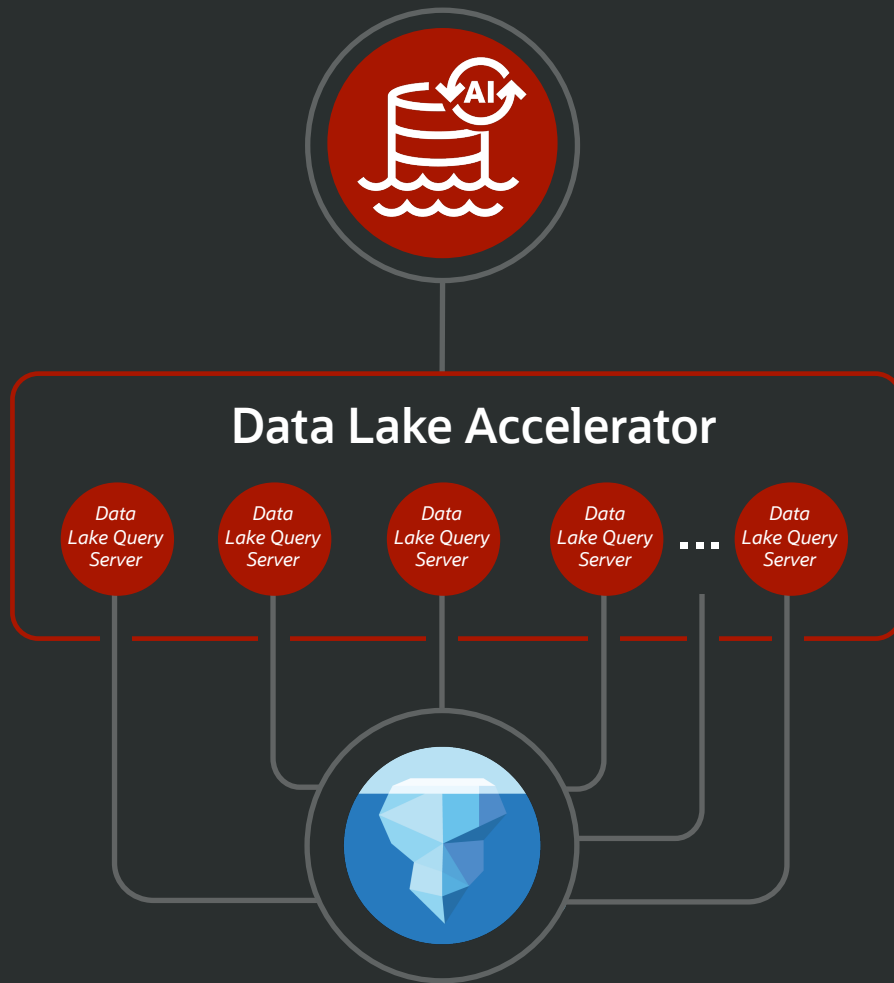 AI
Data Lake Accelerator
Data
Lake Query
Server
Data
Lake Query
Server
Data
Lake Query
Server
Data
Lake Query
Server
...
Data
Lake Query
Server